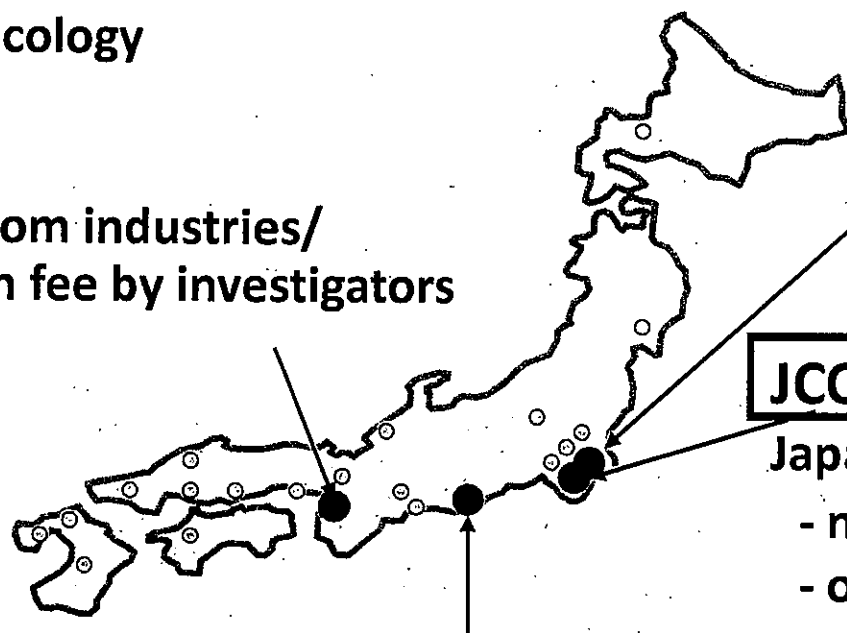 cology
om industries/
n fee by investigators
JCO
Japa
- n
- o